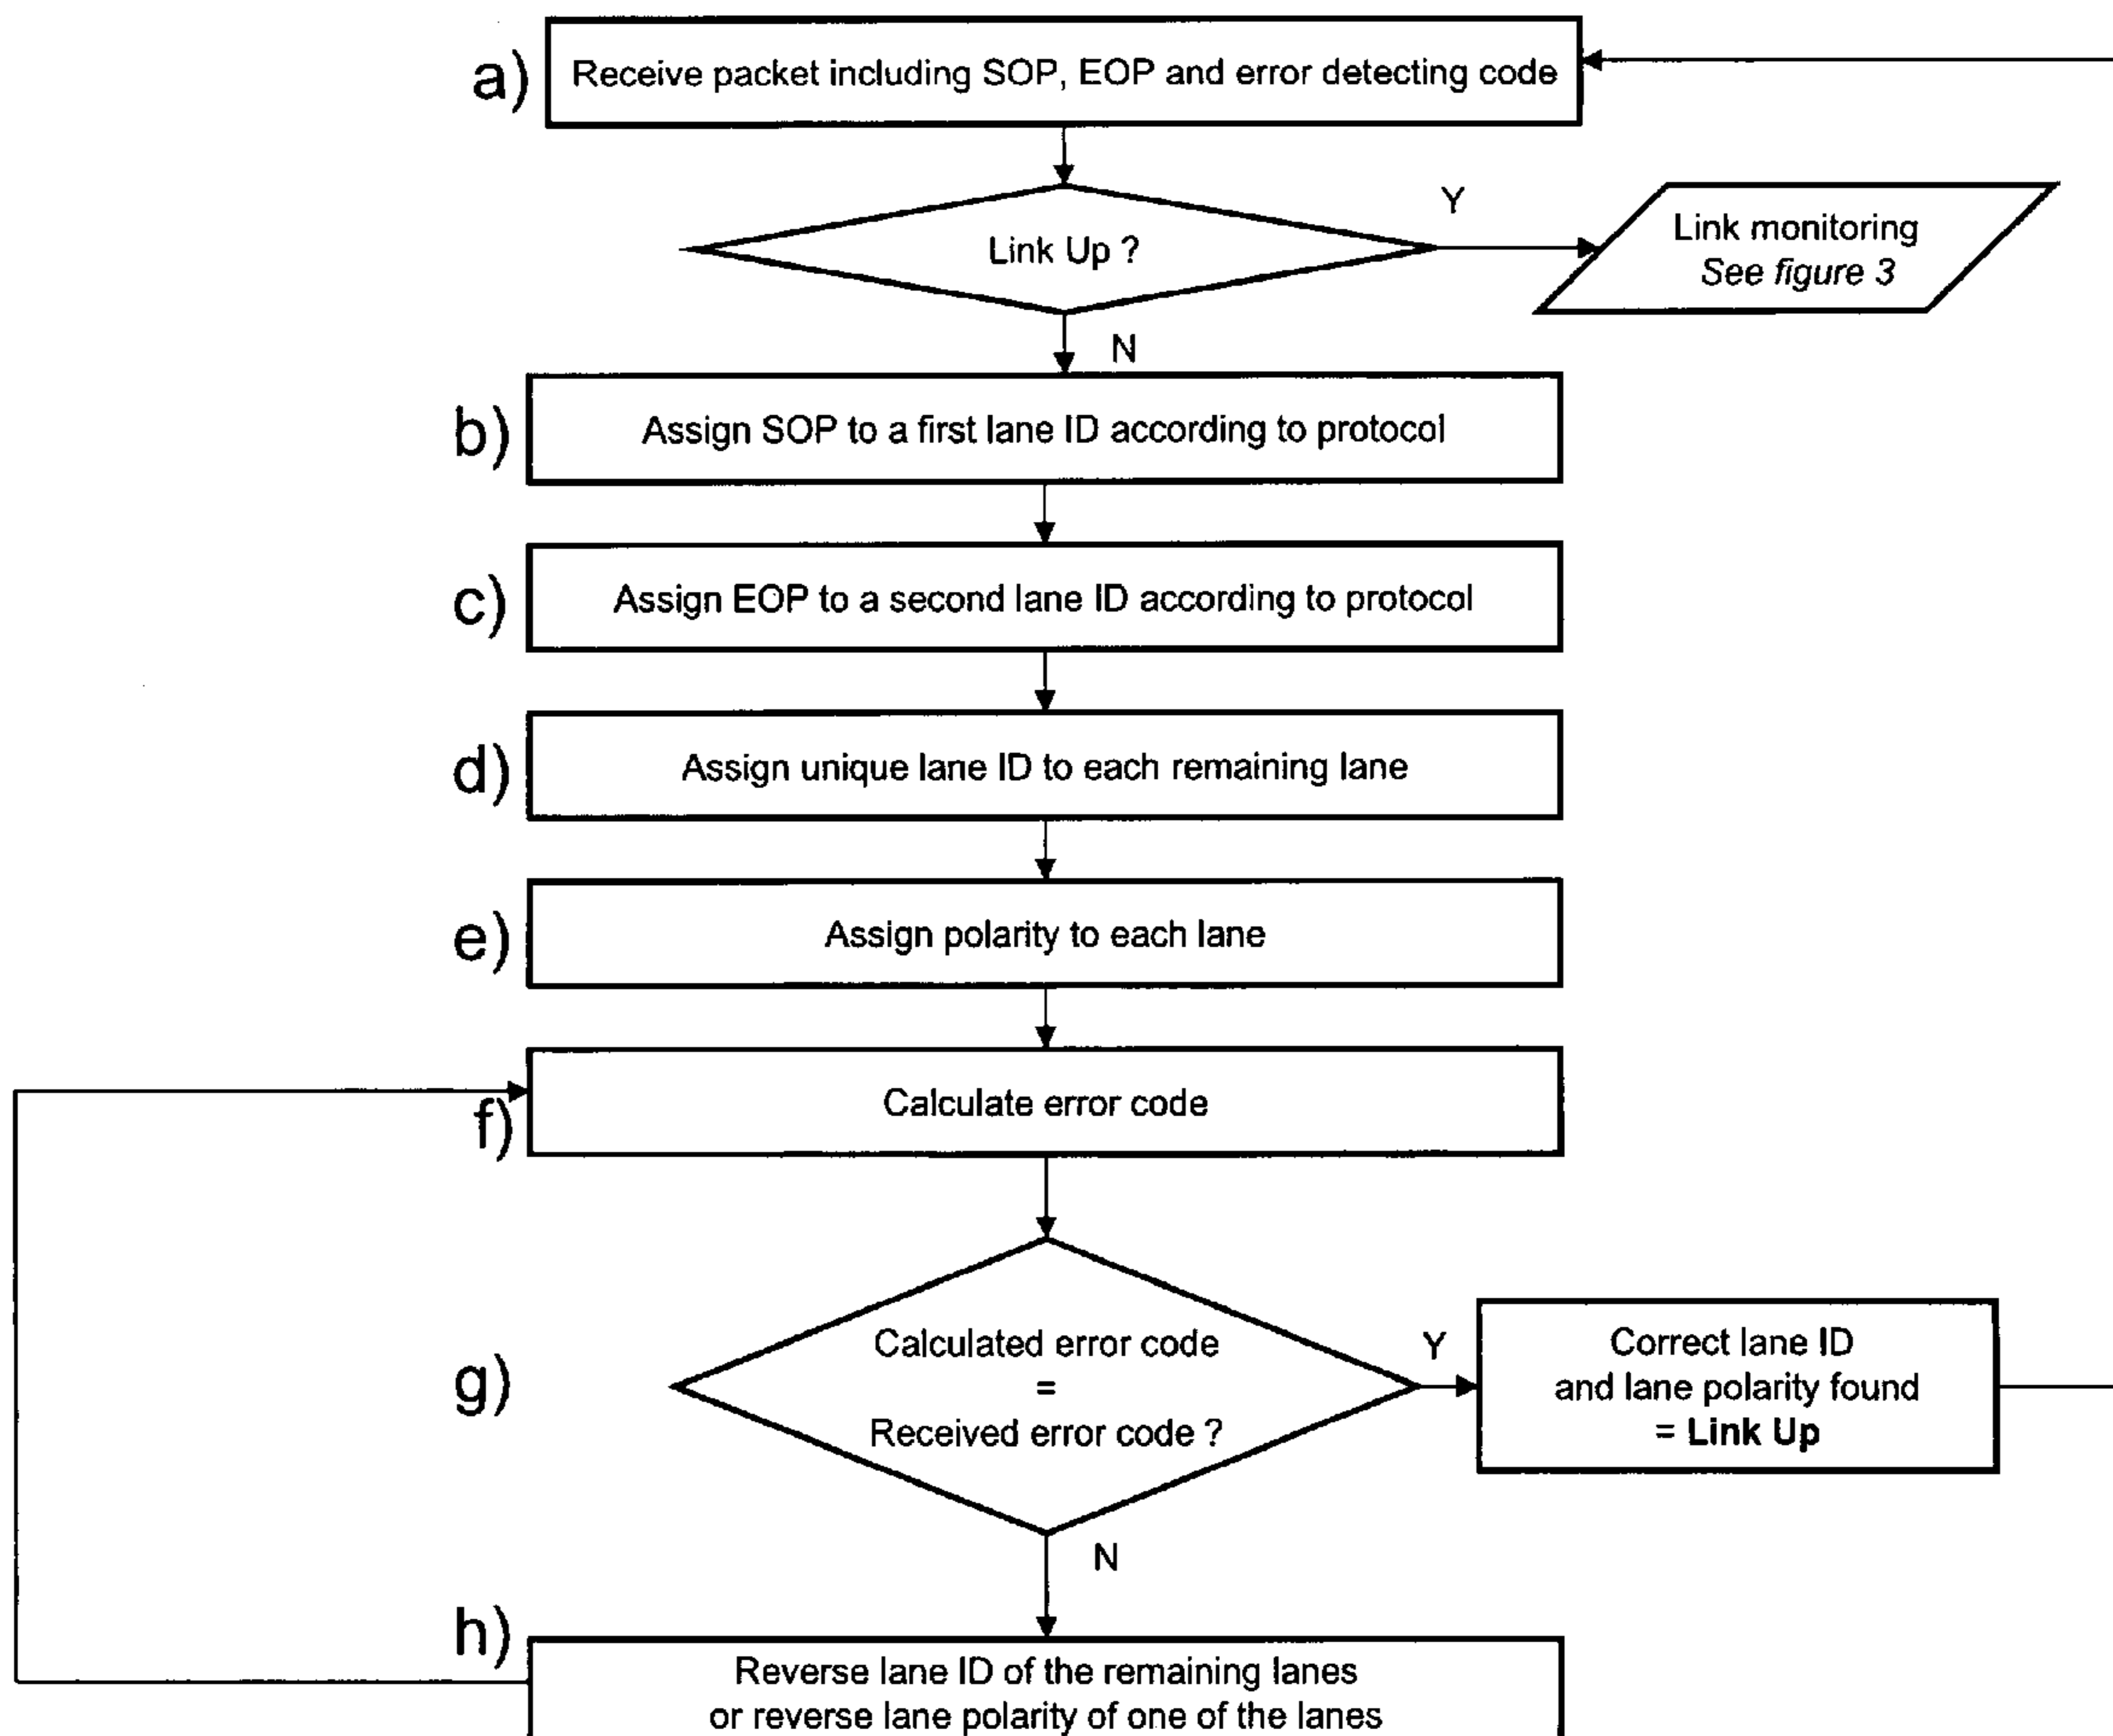 a)
Receive packet including SOP, EOP and error detecting code
Link Up ?
Y
Link monitoring
See figure 3
N
b)
Assign SOP to a first lane ID according to protocol
c)
Assign EOP to a second lane ID according to protocol
d)
Assign unique lane ID to each remaining lane
e)
Assign polarity to each lane
f)
Calculate error code
g)
Calculated error code
=
Received error code ?
Y
Correct lane ID
and lane polarity found
= Link Up
N
h)
Reverse lane ID of the remaining lanes
or reverse lane polarity of one of the lanes